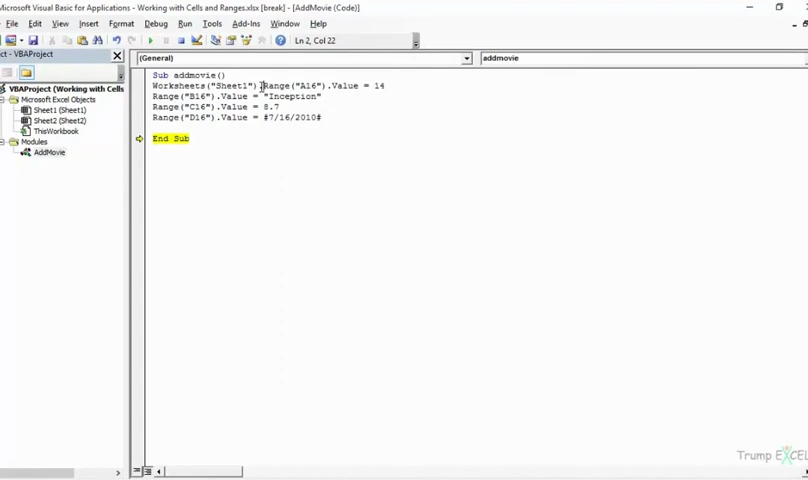 Microsoft Visual Basic for Applications - Working with Cells and Ranges.xlsx [break] - [AddMovie (Code)]
File Edit View Insert Format Debug Run Tools Add-Ins Window Help
Ln 2, Col 22
ct - VBAProject
(General)
addmovie
VBAProject (Working with Cells
Microsoft Excel Objects
Sheet1 (Sheet1)
Sheet2 (Sheet2)
ThisWorkbook
Modules
AddMovie
Sub addmovie()
Worksheets("Sheet1").Range("A16").Value = 14
Range("B16").Value = "Inception"
Range("C16").Value = 8.7
Range("D16").Value = #7/16/2010#
End Sub
Trump EXCEL